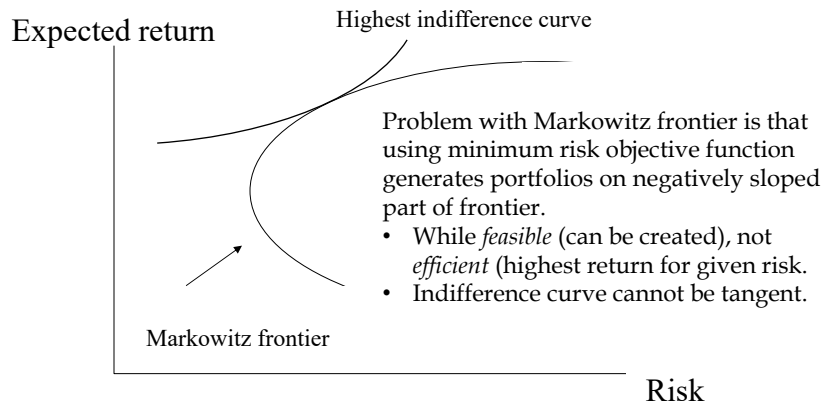 Highest indifference curve
Expected return
Problem with Markowitz frontier is that
using minimum risk objective function
generates portfolios on negatively sloped
part of frontier.
• While feasible (can be created), not
efficient (highest return for given risk.
• Indifference curve cannot be tangent.
Markowitz frontier
Risk